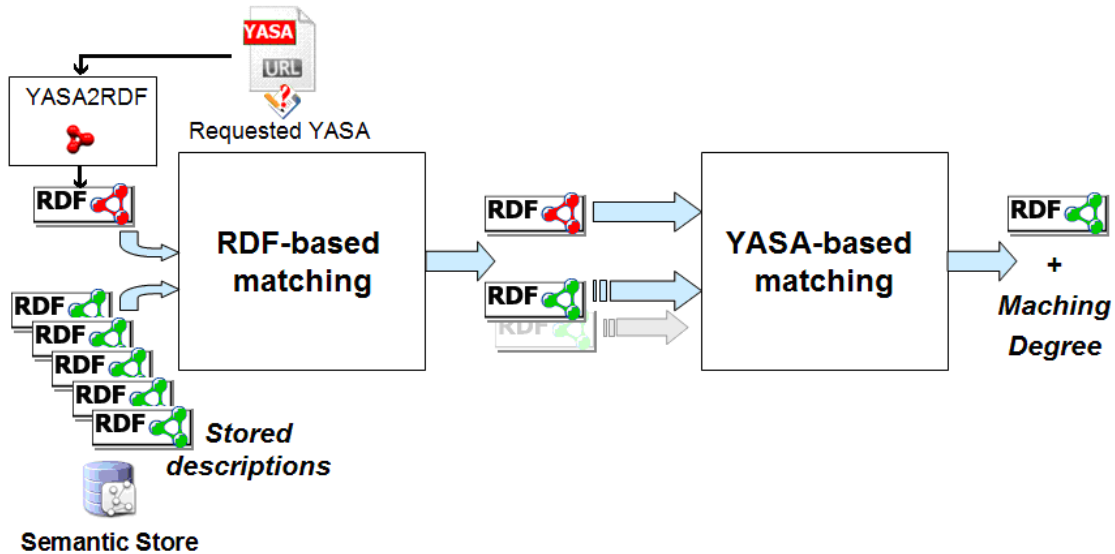 YASA
URL
Requested YASA
YASA2RDF
RDF
RDF-based
matching
RDF
RDF
RDF
RDF
RDF
Stored
descriptions
Semantic Store
RDF
RDF
RDF
YASA-based
matching
RDF
+
Maching
Degree